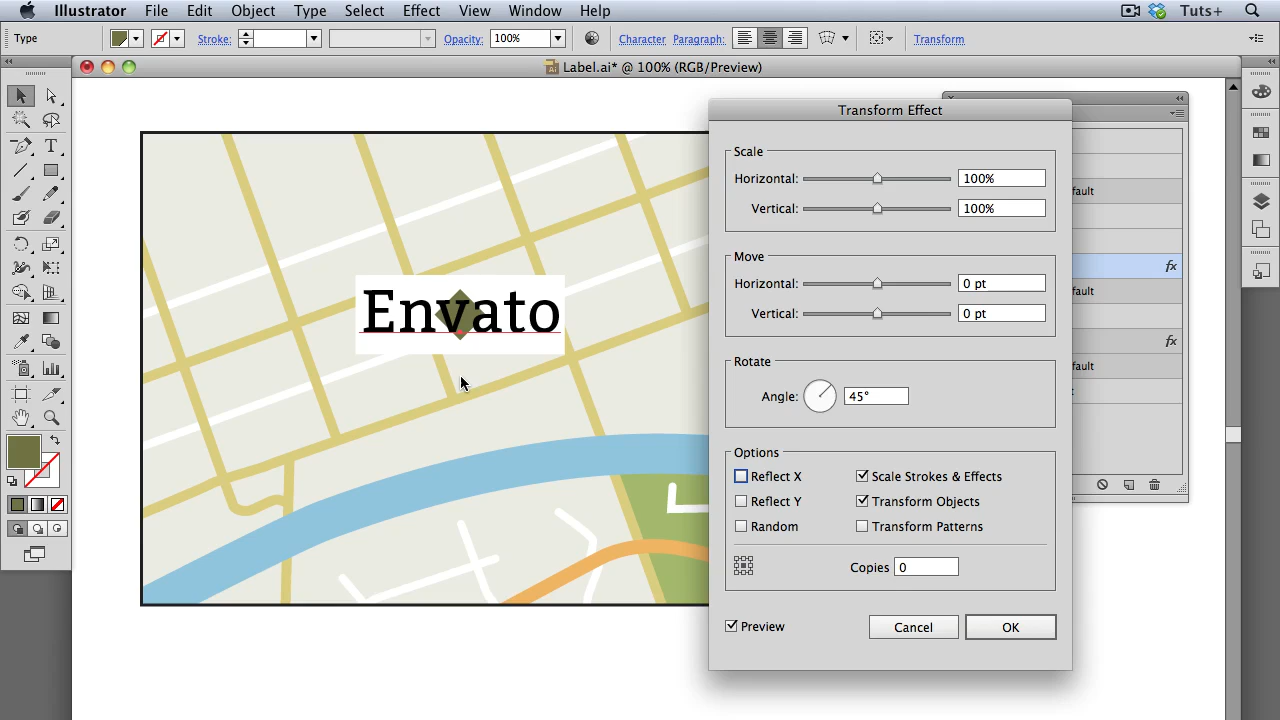 Illustrator File Edit Object Type Select Effect View Window Help Tuts+
Type Stroke: Opacity: 100% Character Paragraph: Transform
Label.ai* @ 100% (RGB/Preview)
Transform Effect
Scale
Horizontal: 100%
Vertical: 100%
Move
Horizontal: 0 pt
Vertical: 0 pt
Rotate
Angle: 45°
Options
Reflect X Scale Strokes & Effects
Reflect Y Transform Objects
Random Transform Patterns
Copies 0
Preview Cancel OK
Envato
fx
fx